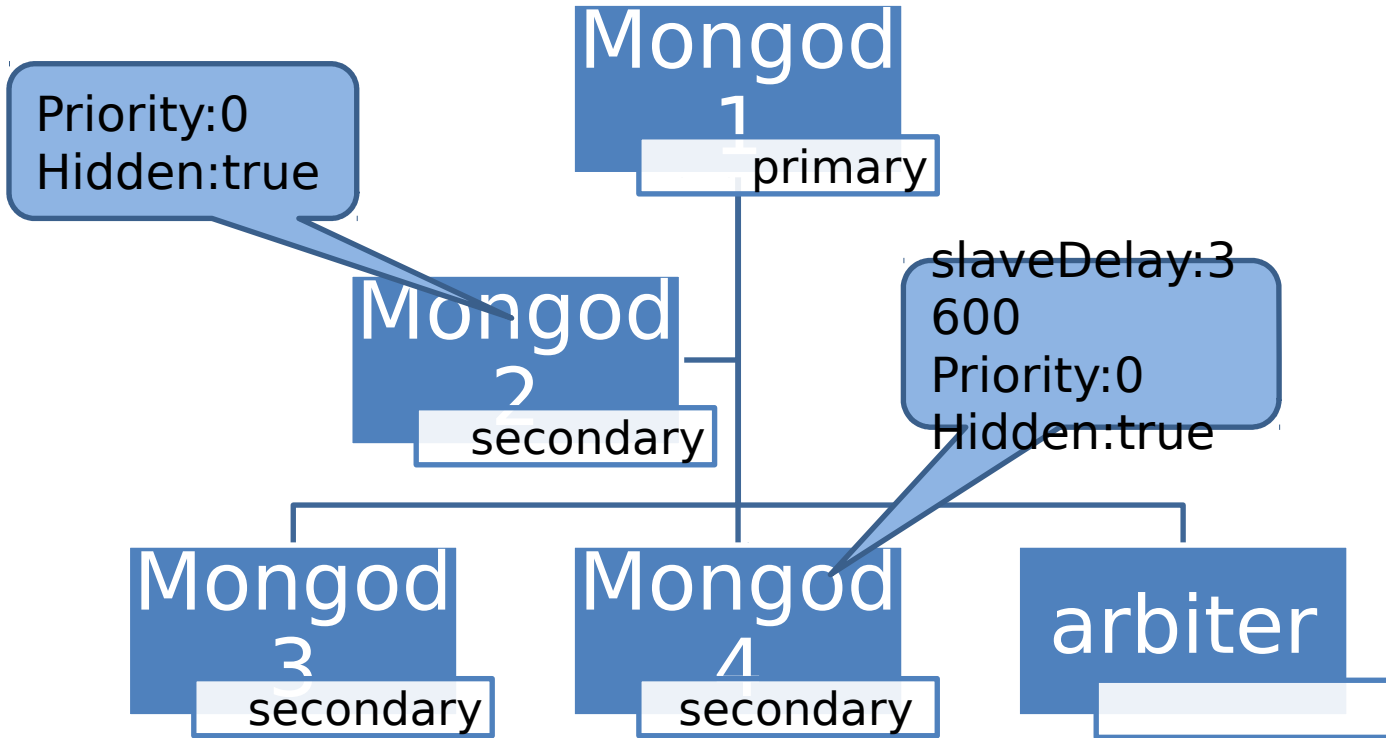 Mongod
1
primary
Priority:0
Hidden:true
Mongod
2
secondary
slaveDelay:3
600
Priority:0
Hidden:true
Mongod
3
secondary
Mongod
4
secondary
arbiter